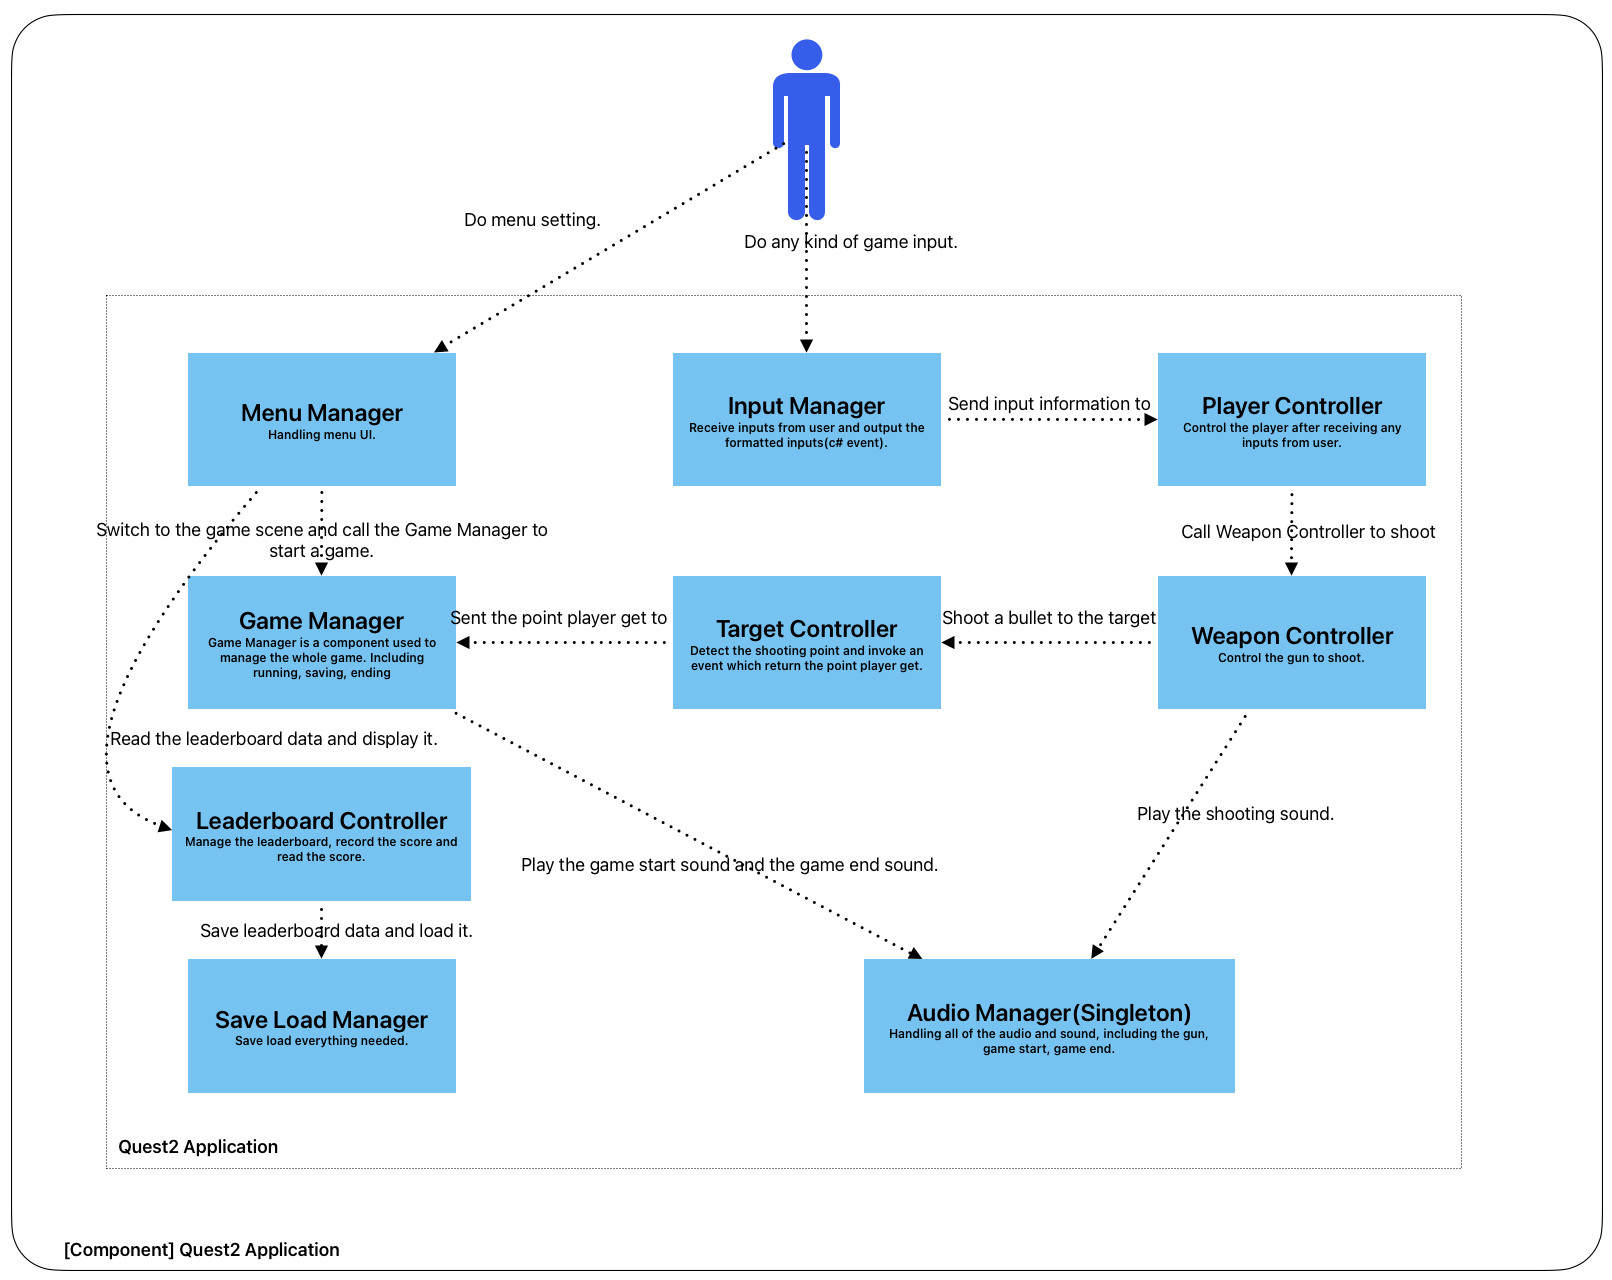 Do menu setting.
Do any kind of game input.
Menu Manager
Handling menu UI.
Input Manager
Receive inputs from user and output the
formatted inputs(c# event).
Send input information to
Player Controller
Control the player after receiving any
inputs from user.
Switch to the game scene and call the Game Manager to
start a game.
Call Weapon Controller to shoot
Game Manager
Game Manager is a component used to
manage the whole game. Including
running, saving, ending
Sent the point player get to
Target Controller
Detect the shooting point and invoke an
event which return the point player get.
Shoot a bullet to the target
Weapon Controller
Control the gun to shoot.
Read the leaderboard data and display it.
Leaderboard Controller
Manage the leaderboard, record the score and
read the score.
Play the shooting sound.
Play the game start sound and the game end sound.
Save leaderboard data and load it.
Save Load Manager
Save load everything needed.
Audio Manager(Singleton)
Handling all of the audio and sound, including the gun,
game start, game end.
Quest2 Application
[Component] Quest2 Application